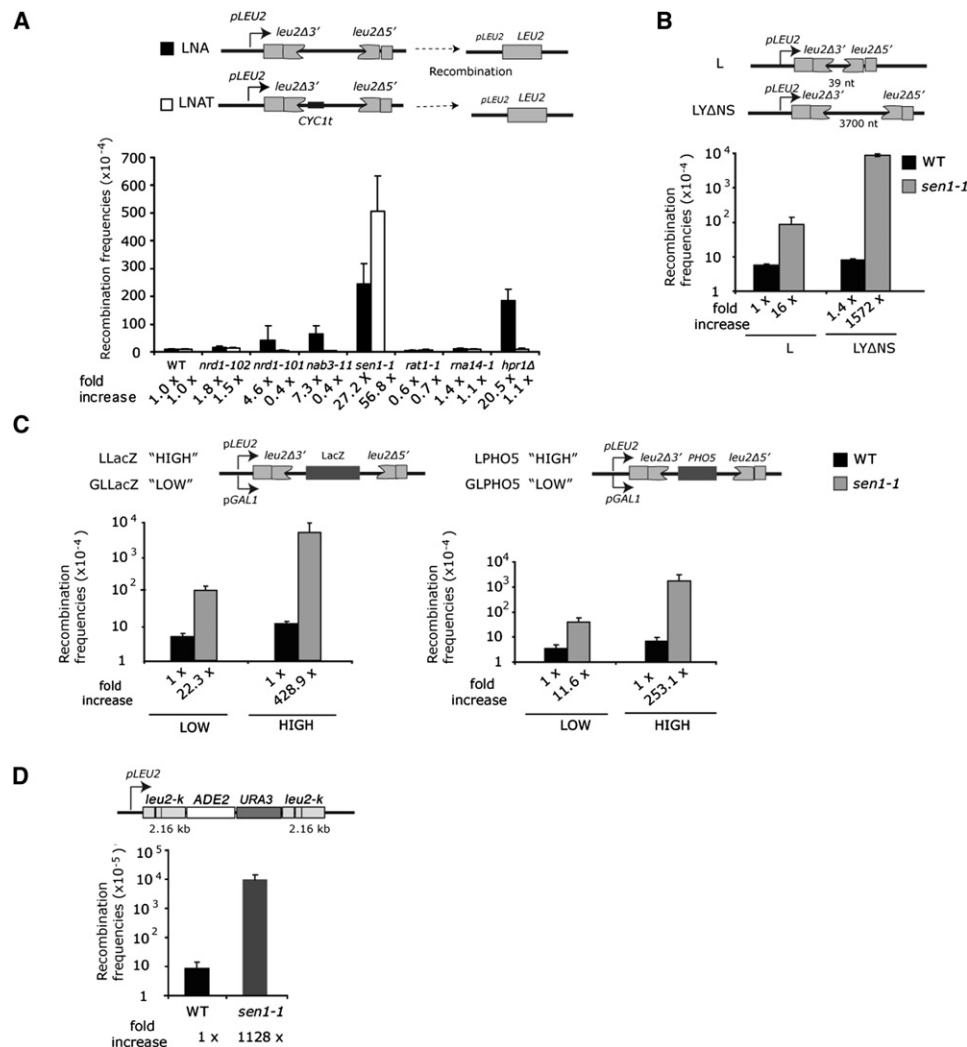 A
pLEU2
leu2Δ3’
leu2Δ5’
pLEU2
LEU2
LNA
Recombination
pLEU2
leu2Δ3’
leu2Δ5’
LNAT
CYC1t
pLEU2
LEU2
Recombination frequencies (x10⁻⁴)
700
600
500
400
300
200
100
0
WT nrd1-102 nrd1-101 nab3-11 sen1-1 rat1-1 rna14-1 hpr1Δ
fold increase
1.0 x 1.0 x 1.8 x 1.5 x 4.6 x 0.4 x 7.3 x 0.4 x 27.2 x 56.8 x 0.6 x 0.7 x 1.4 x 1.1 x 20.5 x 1.1 x
B
pLEU2
leu2Δ3’ leu2Δ5’
L
39 nt
pLEU2
leu2Δ3’
leu2Δ5’
LYΔNS
3700 nt
Recombination frequencies (x10⁻⁴)
10⁴
10³
10²
10
1
WT
sen1-1
fold increase
1 x 16 x 1.4 x 1572 x
L LYΔNS
C
LLacZ “HIGH”
GLLacZ “LOW”
pLEU2
leu2Δ3’
LacZ
leu2Δ5’
pGAL1
Recombination frequencies (x10⁻⁴)
10⁴
10³
10²
10
1
fold increase
1 x 22.3 x 1 x 428.9 x
LOW HIGH
LPHO5 “HIGH”
GLPHO5 “LOW”
pLEU2
leu2Δ3’
PHO5
leu2Δ5’
pGAL1
WT
sen1-1
Recombination frequencies (x10⁻⁴)
10⁴
10³
10²
10
1
fold increase
1 x 11.6 x 1 x 253.1 x
LOW HIGH
D
pLEU2
leu2-k ADE2 URA3 leu2-k
2.16 kb 2.16 kb
Recombination frequencies (x10⁻⁵)
10⁵
10⁴
10³
10²
10
1
WT sen1-1
fold increase
1 x 1128 x